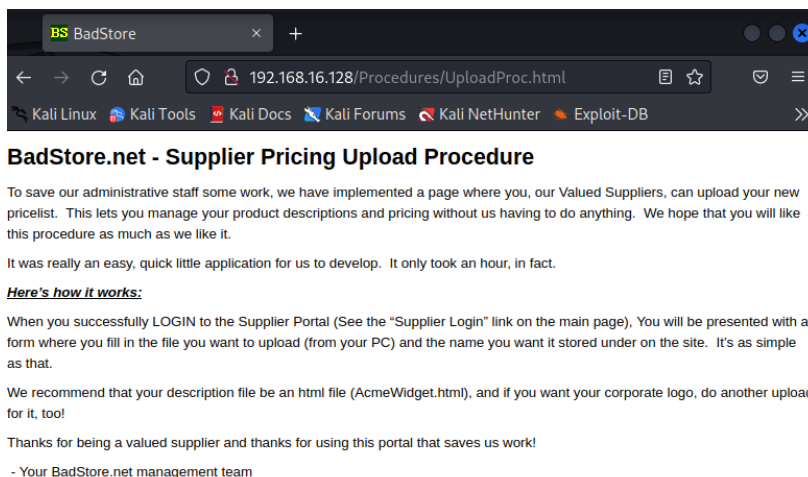 BS BadStore × +
192.168.16.128/Procedures/UploadProc.html
Kali Linux Kali Tools Kali Docs Kali Forums Kali NetHunter Exploit-DB »
BadStore.net - Supplier Pricing Upload Procedure
To save our administrative staff some work, we have implemented a page where you, our Valued Suppliers, can upload your new
pricelist. This lets you manage your product descriptions and pricing without us having to do anything. We hope that you will like
this procedure as much as we like it.
It was really an easy, quick little application for us to develop. It only took an hour, in fact.
Here's how it works:
When you successfully LOGIN to the Supplier Portal (See the “Supplier Login” link on the main page), You will be presented with a
form where you fill in the file you want to upload (from your PC) and the name you want it stored under on the site. It's as simple
as that.
We recommend that your description file be an html file (AcmeWidget.html), and if you want your corporate logo, do another upload
for it, too!
Thanks for being a valued supplier and thanks for using this portal that saves us work!
- Your BadStore.net management team